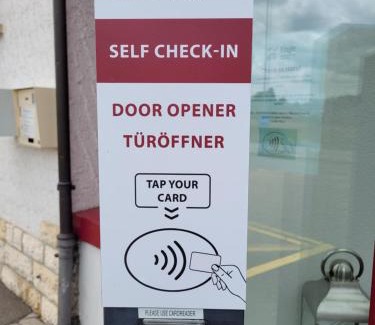 SELF CHECK-IN
DOOR OPENER
TÜRÖFFNER
TAP YOUR
CARD
PLEASE USE CARDREADER